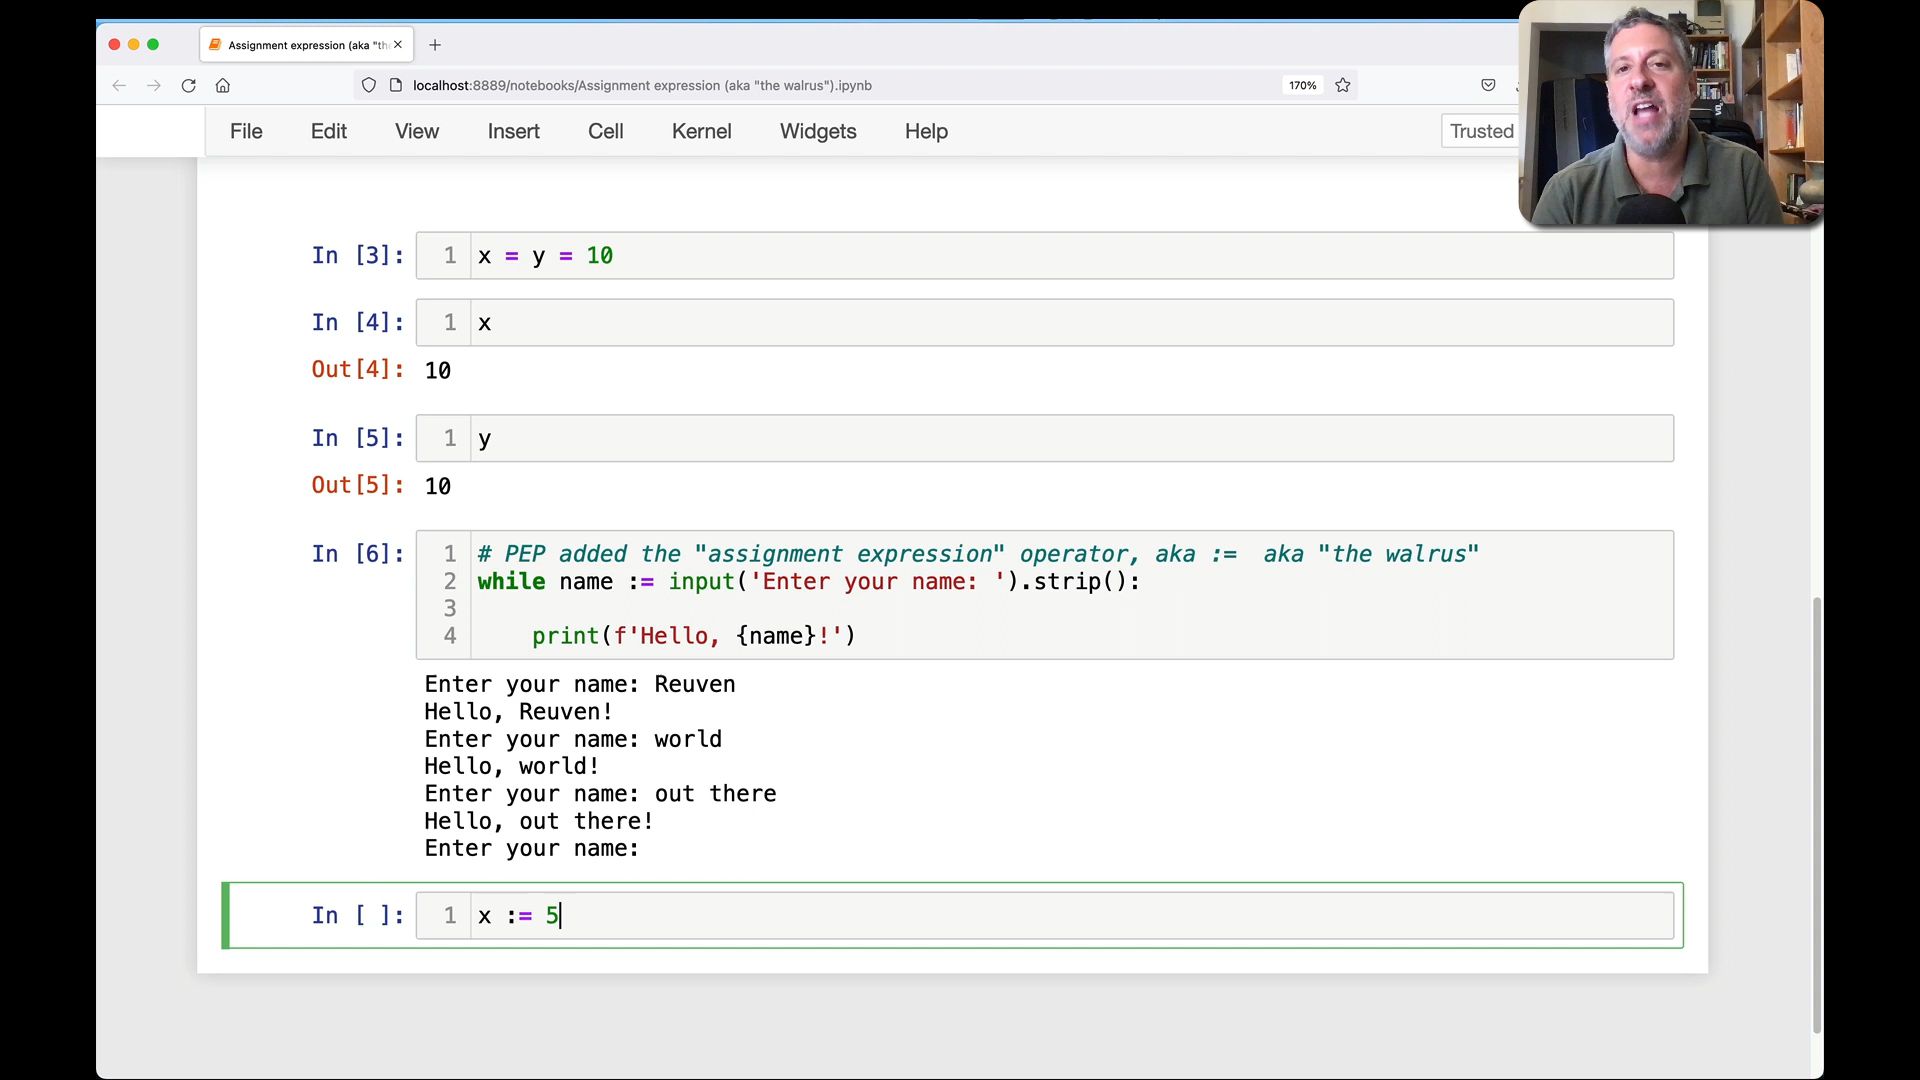 Assignment expression (aka "th
localhost:8889/notebooks/Assignment expression (aka "the walrus").ipynb
170%
File Edit View Insert Cell Kernel Widgets Help
Trusted
In [3]: 1 x = y = 10
In [4]: 1 x
Out[4]: 10
In [5]: 1 y
Out[5]: 10
In [6]: 1 # PEP added the "assignment expression" operator, aka :=  aka "the walrus"
2 while name := input('Enter your name: ').strip():
3
4     print(f'Hello, {name}!')
Enter your name: Reuven
Hello, Reuven!
Enter your name: world
Hello, world!
Enter your name: out there
Hello, out there!
Enter your name:
In [ ]: 1 x := 5